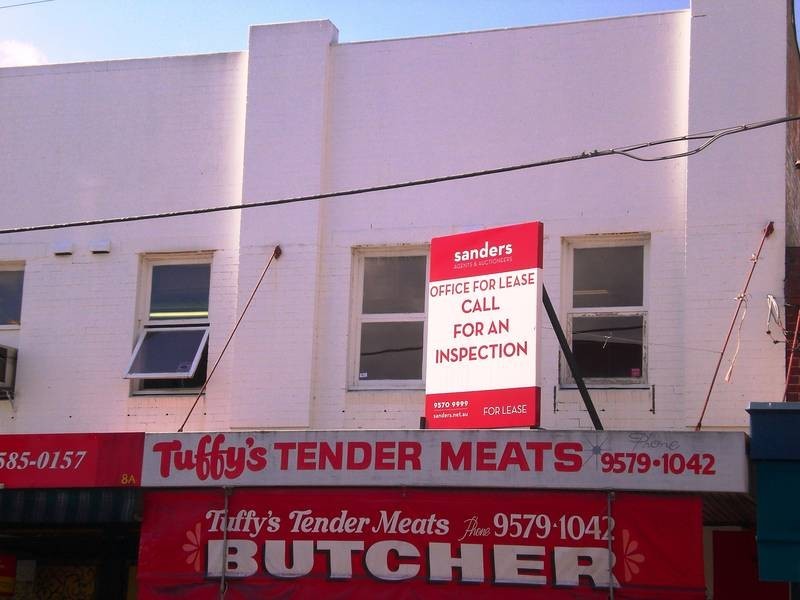 sanders
AGENTS & AUCTIONEERS
OFFICE FOR LEASE
CALL
FOR AN
INSPECTION
9570 9999
sanders.net.au
FOR LEASE
585-0157
8A
Tuffy's TENDER MEATS Phone 9579·1042
Tuffy's Tender Meats Phone 9579·1042
BUTCHER